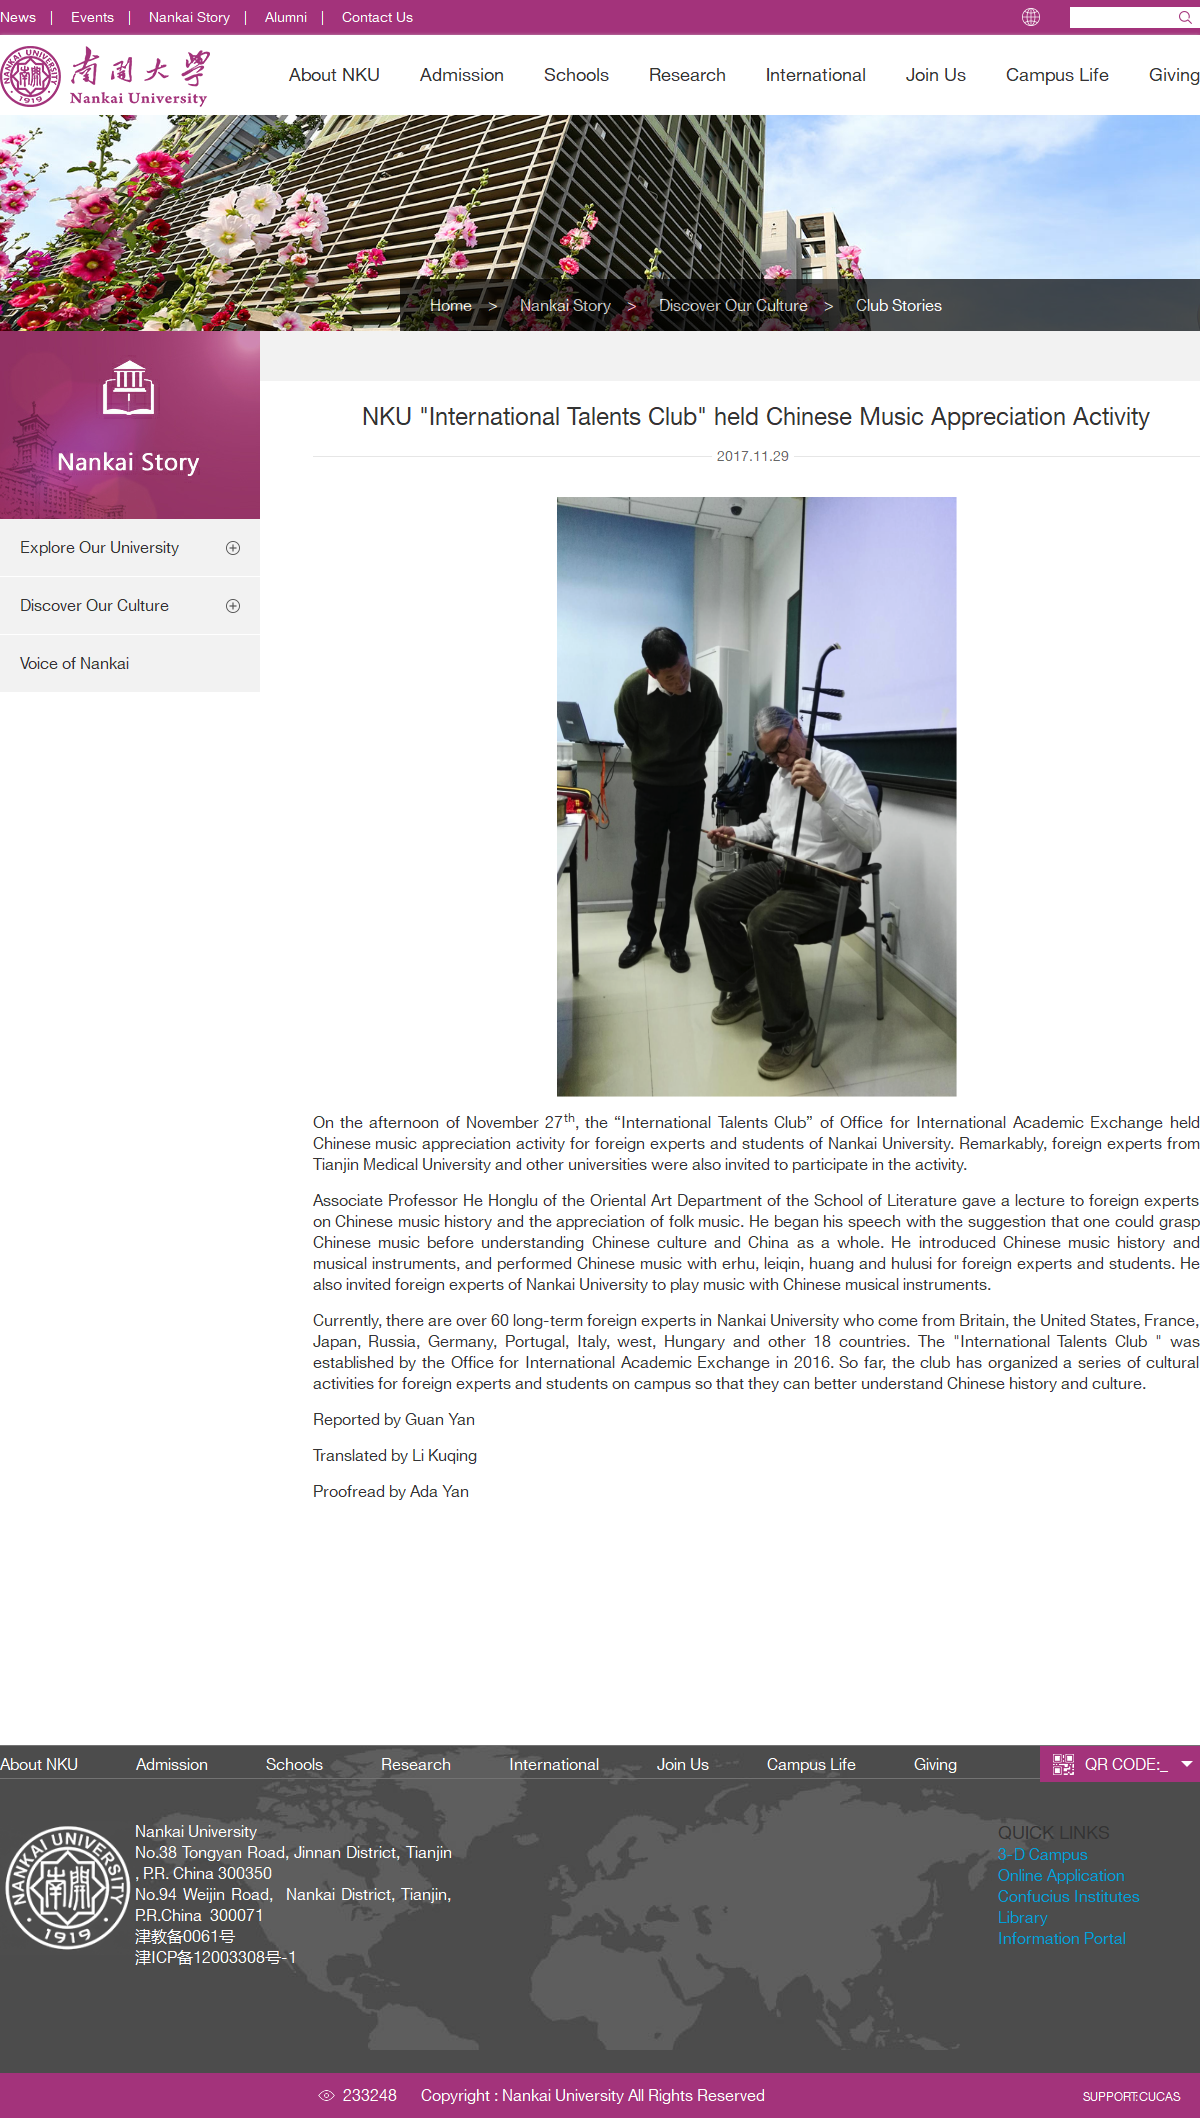 News | Events | Nankai Story | Alumni | Contact Us
NANKAI UNIVERSITY 1919
南開大學
Nankai University
About NKU Admission Schools Research International Join Us Campus Life Giving
Home > Nankai Story > Discover Our Culture > Club Stories
Nankai Story
Explore Our University
Discover Our Culture
Voice of Nankai
NKU "International Talents Club" held Chinese Music Appreciation Activity
2017.11.29
On the afternoon of November 27th, the “International Talents Club” of Office for International Academic Exchange held
Chinese music appreciation activity for foreign experts and students of Nankai University. Remarkably, foreign experts from
Tianjin Medical University and other universities were also invited to participate in the activity.
Associate Professor He Honglu of the Oriental Art Department of the School of Literature gave a lecture to foreign experts
on Chinese music history and the appreciation of folk music. He began his speech with the suggestion that one could grasp
Chinese music before understanding Chinese culture and China as a whole. He introduced Chinese music history and
musical instruments, and performed Chinese music with erhu, leiqin, huang and hulusi for foreign experts and students. He
also invited foreign experts of Nankai University to play music with Chinese musical instruments.
Currently, there are over 60 long-term foreign experts in Nankai University who come from Britain, the United States, France,
Japan, Russia, Germany, Portugal, Italy, west, Hungary and other 18 countries. The "International Talents Club " was
established by the Office for International Academic Exchange in 2016. So far, the club has organized a series of cultural
activities for foreign experts and students on campus so that they can better understand Chinese history and culture.
Reported by Guan Yan
Translated by Li Kuqing
Proofread by Ada Yan
About NKU Admission Schools Research International Join Us Campus Life Giving QR CODE:_
NANKAI UNIVERSITY 南開 1919
Nankai University
No.38 Tongyan Road, Jinnan District, Tianjin
, P.R. China 300350
No.94 Weijin Road, Nankai District, Tianjin,
P.R.China 300071
津教备0061号
津ICP备12003308号-1
QUICK LINKS
3-D Campus
Online Application
Confucius Institutes
Library
Information Portal
233248 Copyright : Nankai University All Rights Reserved SUPPORT:CUCAS